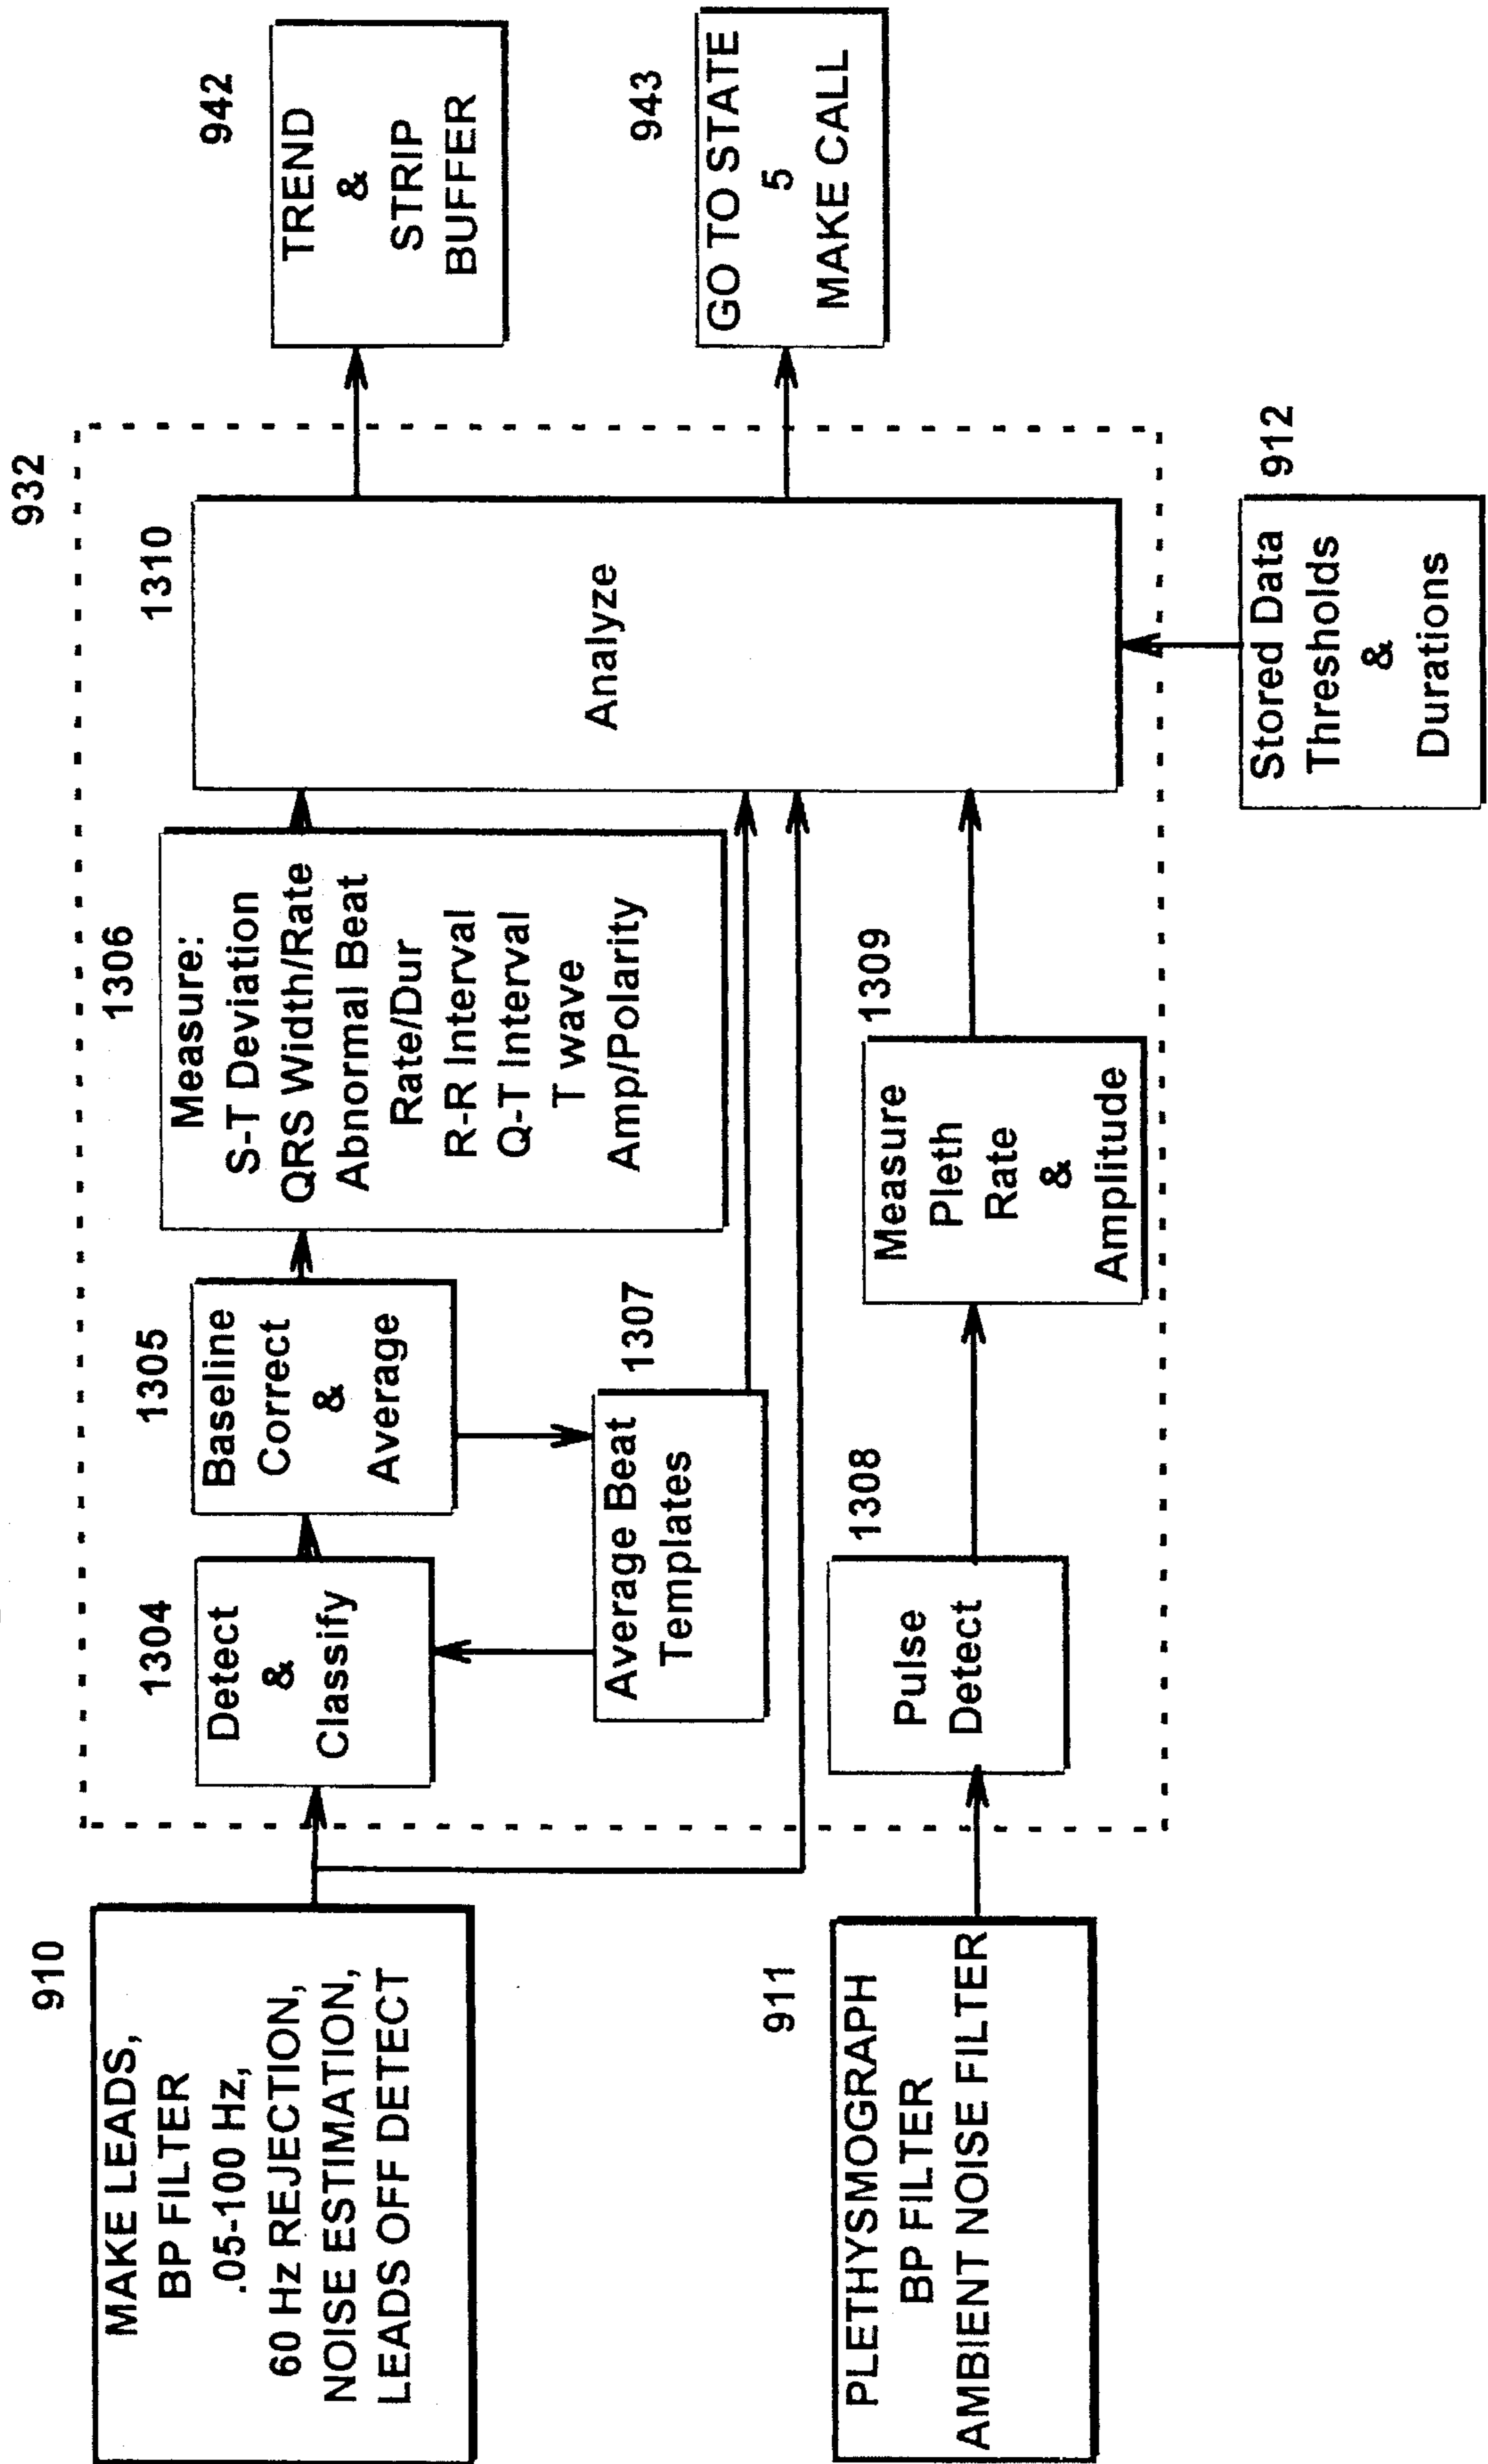 910
MAKE LEADS,
BP FILTER
.05-100 Hz,
60 Hz REJECTION,
NOISE ESTIMATION,
LEADS OFF DETECT
911
PLETHYSMOGRAPH
BP FILTER
AMBIENT NOISE FILTER
932
1304
Detect
&
Classify
1305
Baseline
Correct
&
Average
1306
Measure:
S-T Deviation
QRS Width/Rate
Abnormal Beat
Rate/Dur
R-R Interval
Q-T Interval
T wave
Amp/Polarity
1307
Average Beat
Templates
1308
Pulse
Detect
1309
Measure
Pleth
Rate
&
Amplitude
1310
Analyze
912
Stored Data
Thresholds
&
Durations
942
TREND
&
STRIP
BUFFER
943
GO TO STATE
5
MAKE CALL